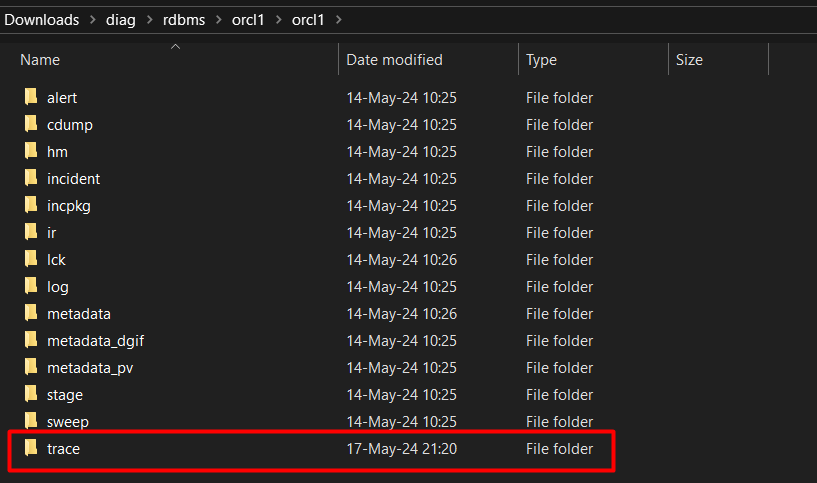 Downloads > diag > rdbms > orcl1 > orcl1 >
Name Date modified Type Size
alert 14-May-24 10:25 File folder
cdump 14-May-24 10:25 File folder
hm 14-May-24 10:25 File folder
incident 14-May-24 10:25 File folder
incpkg 14-May-24 10:25 File folder
ir 14-May-24 10:25 File folder
lck 14-May-24 10:26 File folder
log 14-May-24 10:25 File folder
metadata 14-May-24 10:26 File folder
metadata_dgif 14-May-24 10:25 File folder
metadata_pv 14-May-24 10:25 File folder
stage 14-May-24 10:25 File folder
sweep 14-May-24 10:25 File folder
trace 17-May-24 21:20 File folder